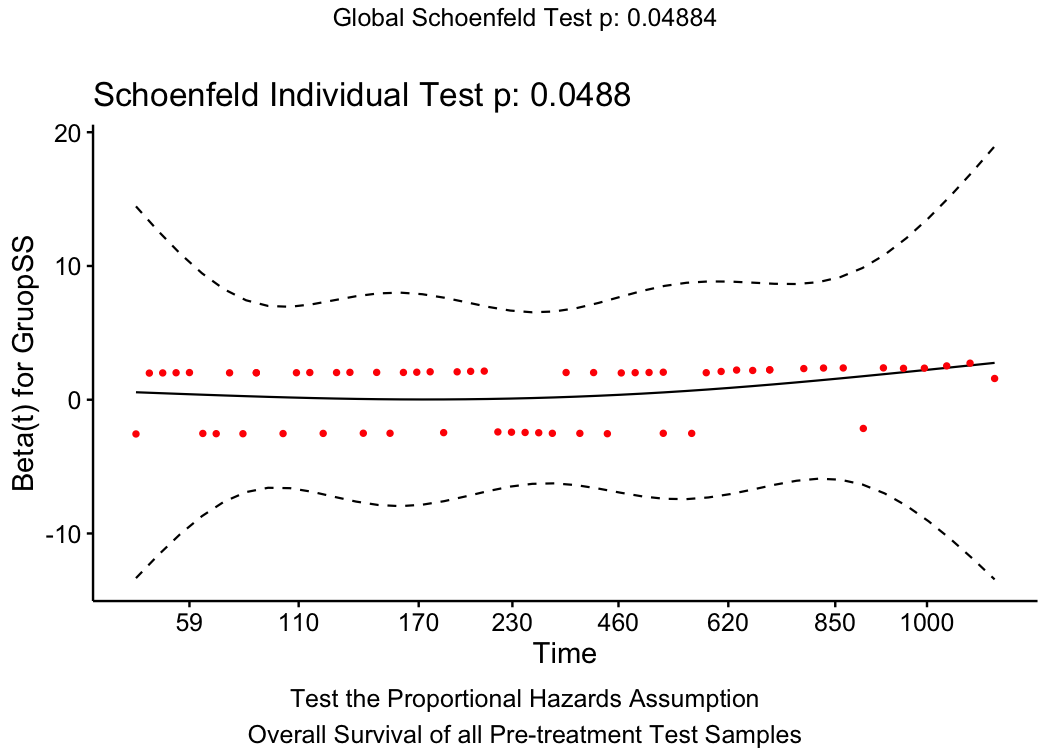 Global Schoenfeld Test p: 0.04884
Schoenfeld Individual Test p: 0.0488
Beta(t) for GruopSS
20
10
0
-10
59 110 170 230 460 620 850 1000
Time
Test the Proportional Hazards Assumption
Overall Survival of all Pre-treatment Test Samples